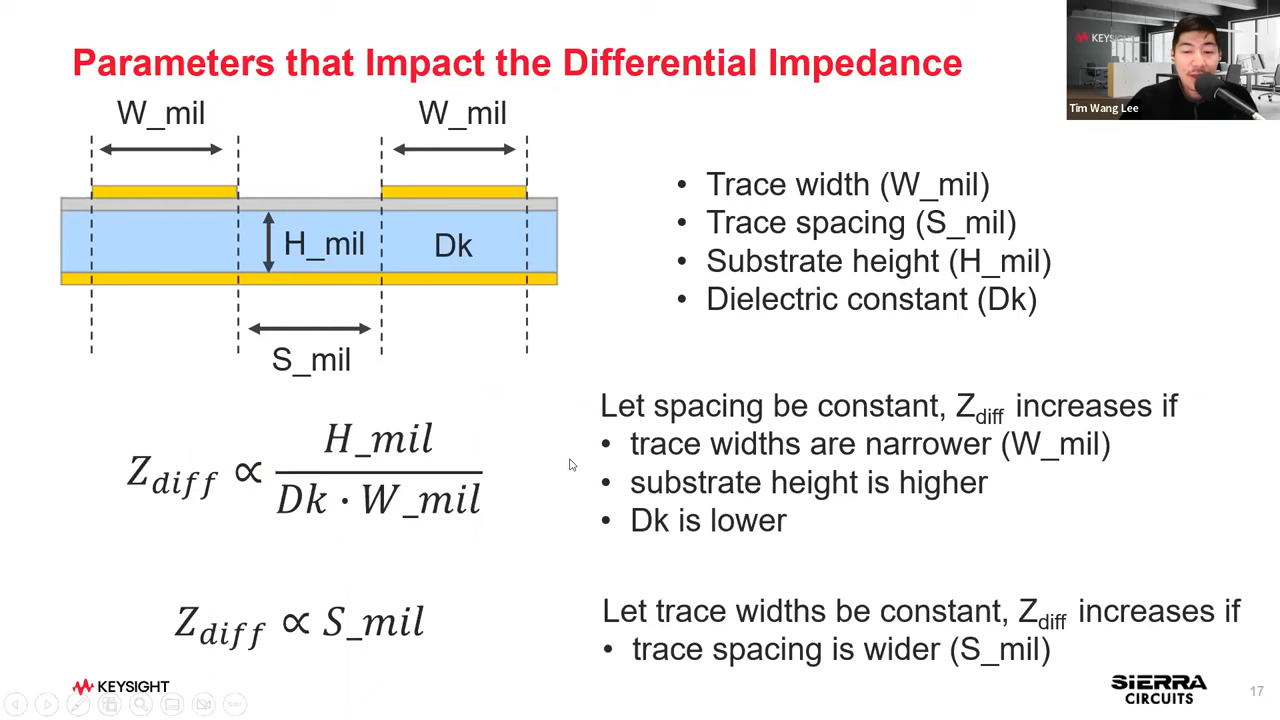 Parameters that Impact the Differential Impedance
KEYSIGHT
Tim Wang Lee
W_mil
W_mil
H_mil
Dk
S_mil
• Trace width (W_mil)
• Trace spacing (S_mil)
• Substrate height (H_mil)
• Dielectric constant (Dk)
Z_diff ∝ H_mil / Dk · W_mil
Let spacing be constant, Z_diff increases if
• trace widths are narrower (W_mil)
• substrate height is higher
• Dk is lower
Z_diff ∝ S_mil
Let trace widths be constant, Z_diff increases if
• trace spacing is wider (S_mil)
KEYSIGHT
SIERRA
CIRCUITS
17